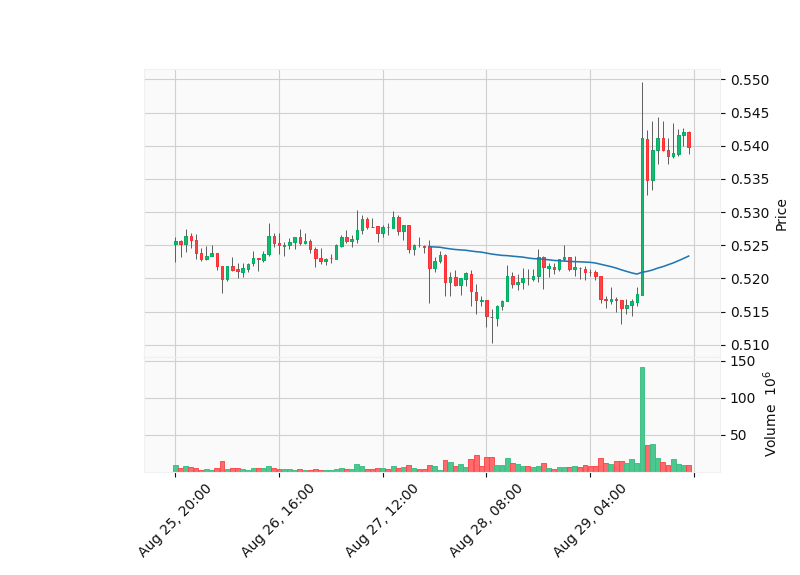 0.550
0.545
0.540
0.535
0.530
0.525
0.520
0.515
0.510
Price
150
100
50
Volume 10^6
Aug 25, 20:00
Aug 26, 16:00
Aug 27, 12:00
Aug 28, 08:00
Aug 29, 04:00